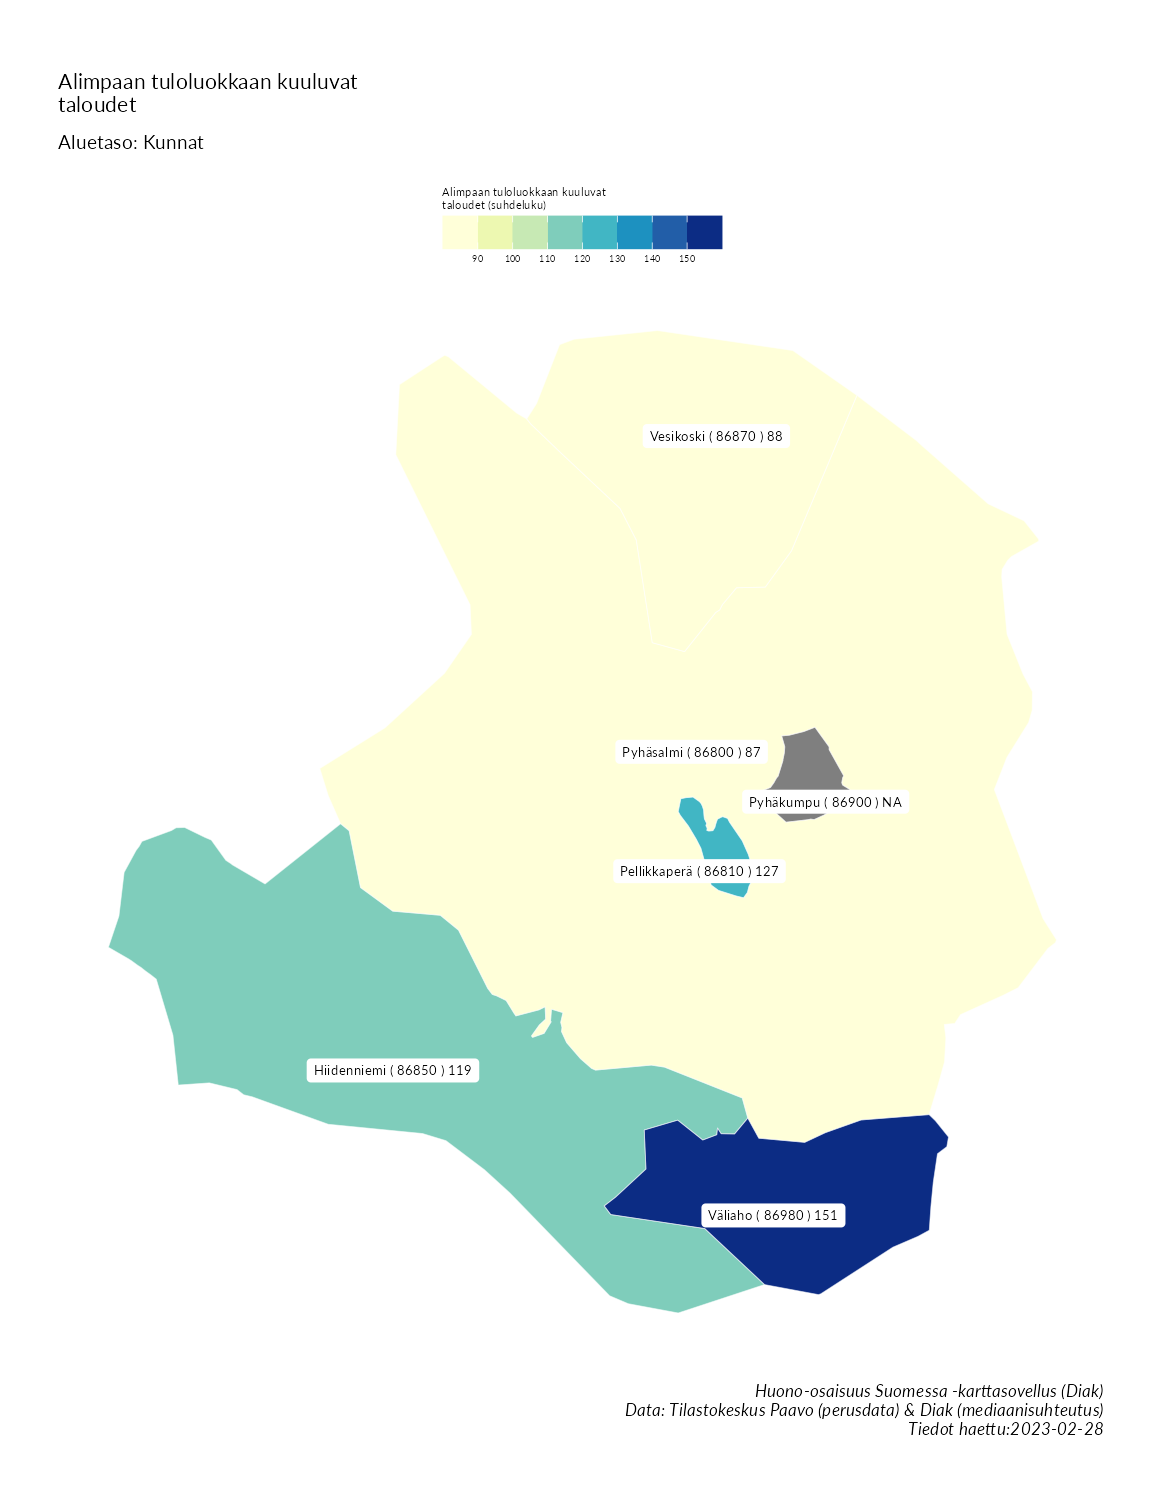 Alimpaan tuloluokkaan kuuluvat
taloudet
Aluetaso: Kunnat
Alimpaan tuloluokkaan kuuluvat
taloudet (suhdeluku)
90 100 110 120 130 140 150
Vesikoski ( 86870 ) 88
Pyhäsalmi ( 86800 ) 87
Pyhäkumpu ( 86900 ) NA
Pellikkaperä ( 86810 ) 127
Hiidenniemi ( 86850 ) 119
Väliaho ( 86980 ) 151
Huono-osaisuus Suomessa -karttasovellus (Diak)
Data: Tilastokeskus Paavo (perusdata) & Diak (mediaanisuhteutus)
Tiedot haettu:2023-02-28